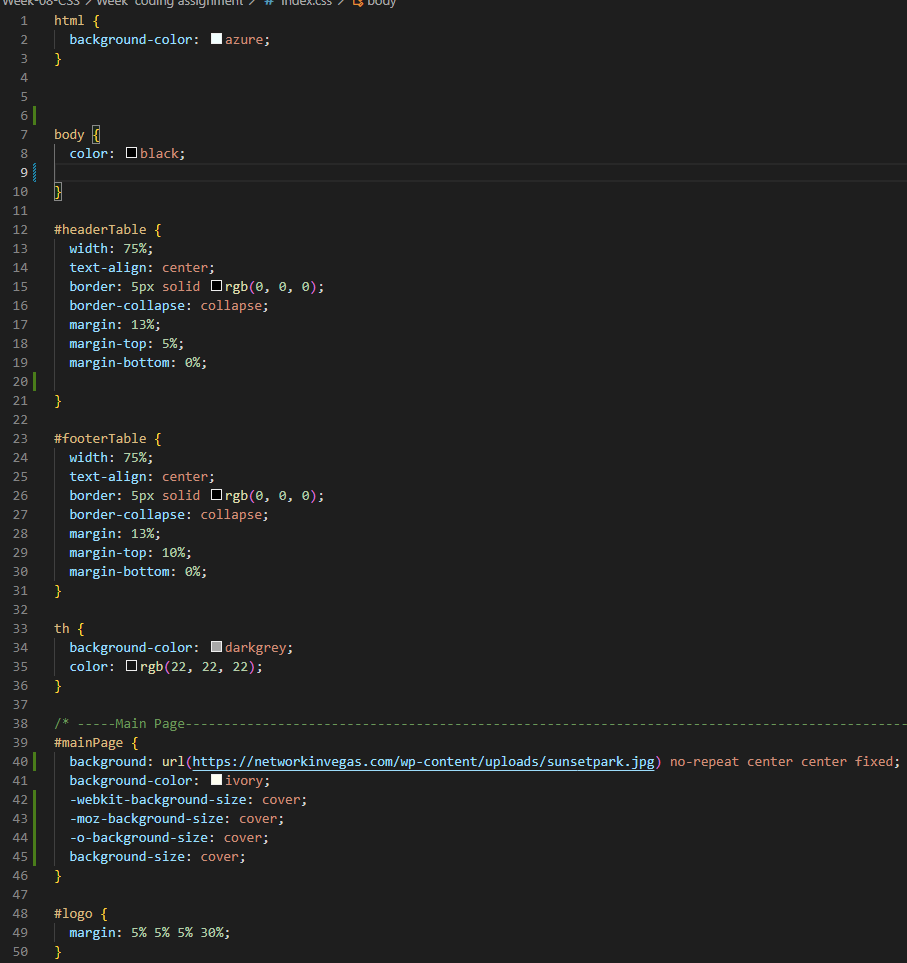 Week-08-CSS > Week coding assignment > # index.css > body
1 html {
2 background-color: azure;
3 }
4
5
6
7 body {
8 color: black;
9
10 }
11
12 #headerTable {
13 width: 75%;
14 text-align: center;
15 border: 5px solid rgb(0, 0, 0);
16 border-collapse: collapse;
17 margin: 13%;
18 margin-top: 5%;
19 margin-bottom: 0%;
20
21 }
22
23 #footerTable {
24 width: 75%;
25 text-align: center;
26 border: 5px solid rgb(0, 0, 0);
27 border-collapse: collapse;
28 margin: 13%;
29 margin-top: 10%;
30 margin-bottom: 0%;
31 }
32
33 th {
34 background-color: darkgrey;
35 color: rgb(22, 22, 22);
36 }
37
38 /* -----Main Page--------------------------------------------------------------------------------------------
39 #mainPage {
40 background: url(https://networkinvegas.com/wp-content/uploads/sunsetpark.jpg) no-repeat center center fixed;
41 background-color: ivory;
42 -webkit-background-size: cover;
43 -moz-background-size: cover;
44 -o-background-size: cover;
45 background-size: cover;
46 }
47
48 #logo {
49 margin: 5% 5% 5% 30%;
50 }